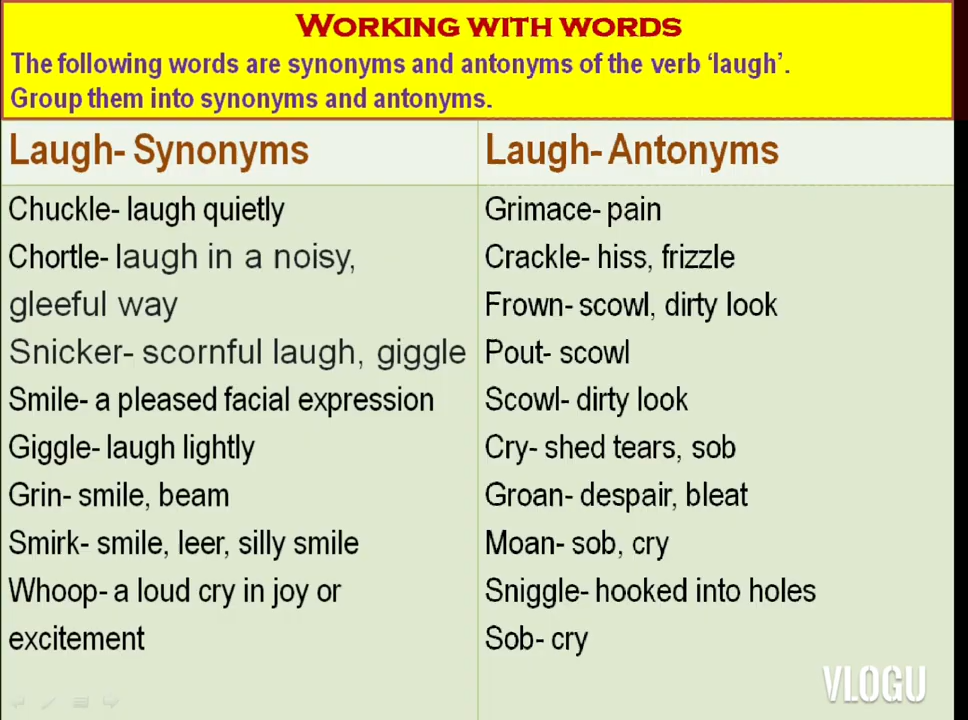 WORKING WITH WORDS
The following words are synonyms and antonyms of the verb ‘laugh’.
Group them into synonyms and antonyms.
Laugh- Synonyms
Chuckle- laugh quietly
Chortle- laugh in a noisy,
gleeful way
Snicker- scornful laugh, giggle
Smile- a pleased facial expression
Giggle- laugh lightly
Grin- smile, beam
Smirk- smile, leer, silly smile
Whoop- a loud cry in joy or
excitement
Laugh- Antonyms
Grimace- pain
Crackle- hiss, frizzle
Frown- scowl, dirty look
Pout- scowl
Scowl- dirty look
Cry- shed tears, sob
Groan- despair, bleat
Moan- sob, cry
Sniggle- hooked into holes
Sob- cry
VLOGU